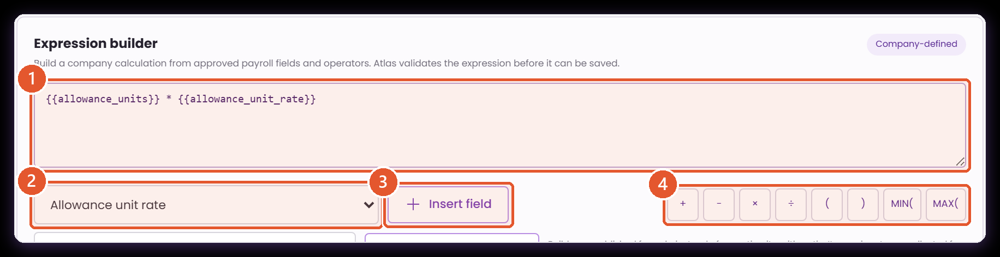 Expression builder
Company-defined
Build a company calculation from approved payroll fields and operators. Atlas validates the expression before it can be saved.
1
{{allowance_units}} * {{allowance_unit_rate}}
2
3
4
Allowance unit rate
Insert field
+ − × ÷ ( ) MIN( MAX(